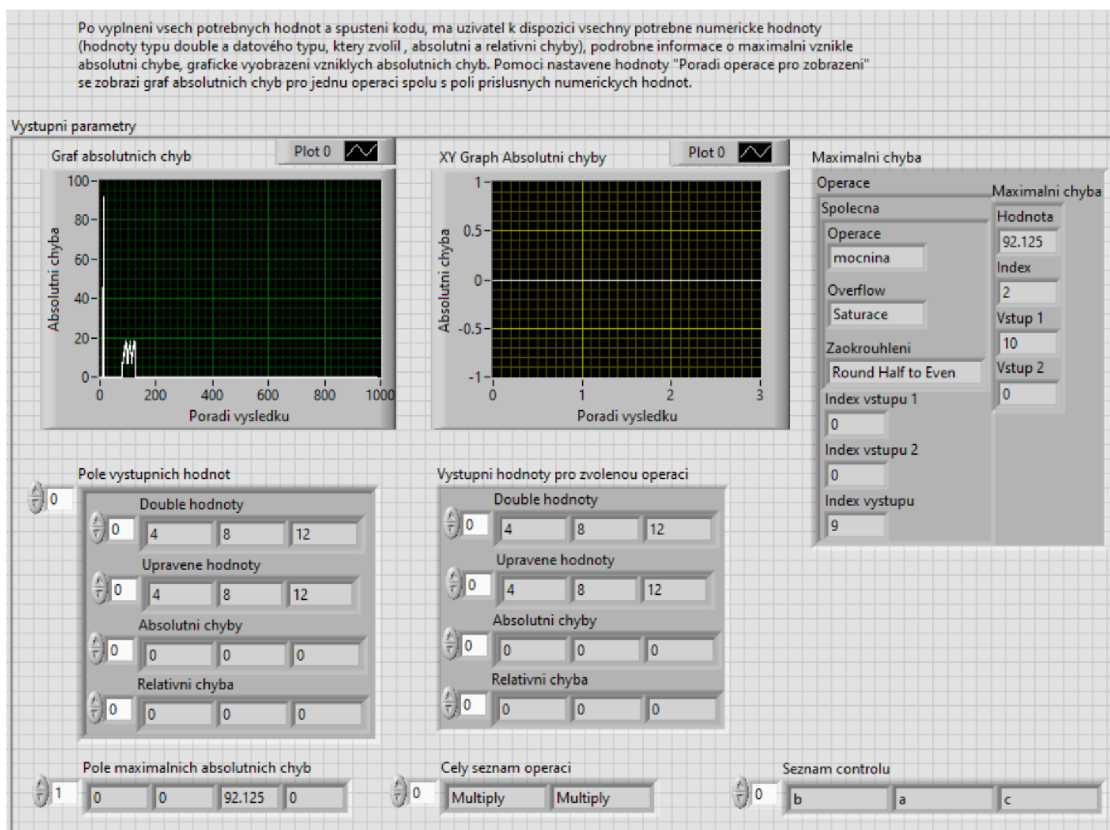 Po vyplneni vsech potrebnych hodnot a spusteni kodu, ma uzivatel k dispozici vsechny potrebne numericke hodnoty
(hodnoty typu double a datového typu, ktery zvolil , absolutni a relativni chyby), podrobne informace o maximalni vznikle
absolutni chybe, graficke vyobrazeni vzniklych absolutnich chyb. Pomoci nastavene hodnoty "Poradi operace pro zobrazeni"
se zobrazi graf absolutnich chyb pro jednu operaci spolu s poli prislusnych numerickych hodnot.
Vystupni parametry
Graf absolutnich chyb
Plot 0
100
80
60
40
20
0
Absolutni chyba
0 200 400 600 800 1000
Poradi vysledku
XY Graph Absolutni chyby
Plot 0
1
0.5
0
-0.5
-1
Absolutni chyba
0 1 2 3
Poradi vysledku
Maximalni chyba
Operace
Spolecna
Operace
mocnina
Overflow
Saturace
Zaokrouhleni
Round Half to Even
Index vstupu 1
0
Index vstupu 2
0
Index vystupu
9
Maximalni chyba
Hodnota
92.125
Index
2
Vstup 1
10
Vstup 2
0
Pole vystupnich hodnot
0
Double hodnoty
0 4 8 12
Upravene hodnoty
0 4 8 12
Absolutni chyby
0 0 0 0
Relativni chyba
0 0 0 0
Vystupni hodnoty pro zvolenou operaci
Double hodnoty
0 4 8 12
Upravene hodnoty
0 4 8 12
Absolutni chyby
0 0 0 0
Relativni chyba
0 0 0 0
Pole maximalnich absolutnich chyb
1 0 0 92.125 0
Cely seznam operaci
0 Multiply Multiply
Seznam controlu
0 b a c